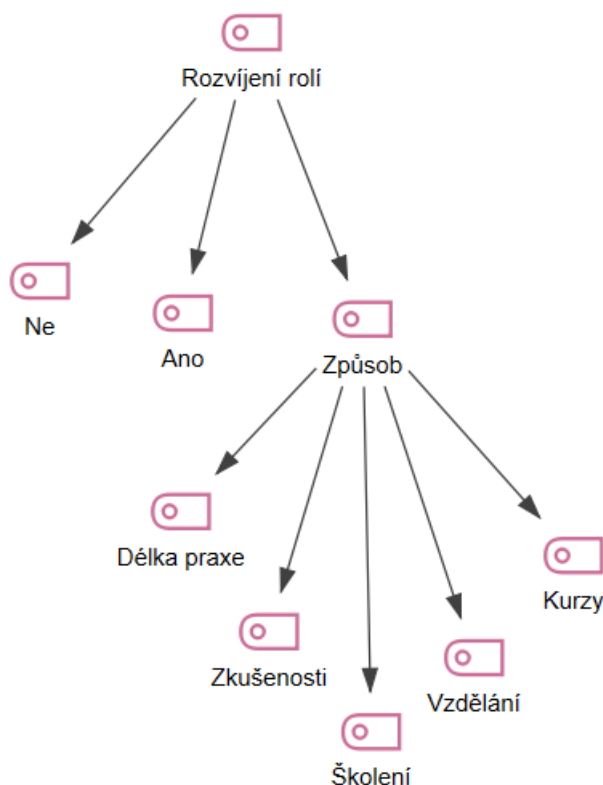 Rozvíjení rolí
Ne
Ano
Způsob
Délka praxe
Kurzy
Zkušenosti
Vzdělání
Školení